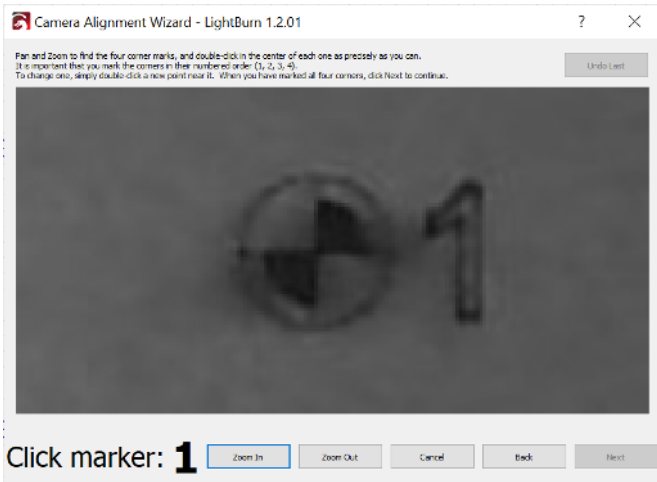 Camera Alignment Wizard - LightBurn 1.2.01
? 
Pan and Zoom to find the four corner marks, and double-click in the center of each one as precisely as you can.
It is important that you mark the corners in their numbered order (1, 2, 3, 4).
To change one, simply double-click a new point near it. When you have marked all four corners, click Next to continue.
Undo Last
1
Click marker: 1
Zoom In
Zoom Out
Cancel
Back
Next